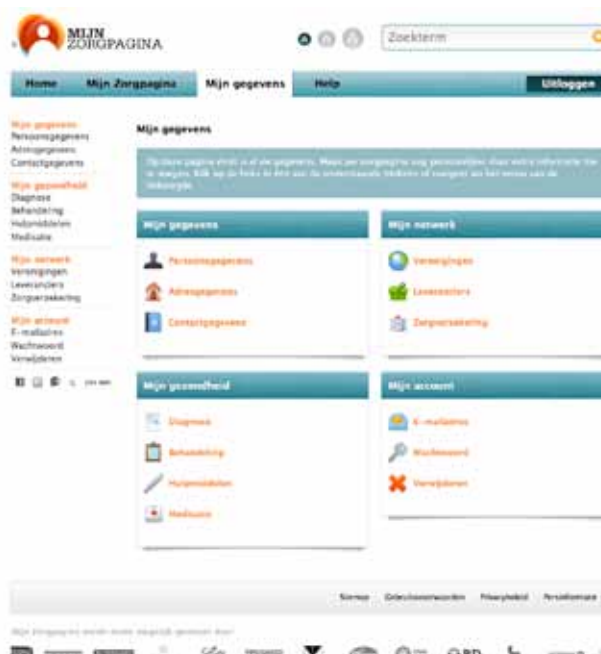 MIJN
ZORGPAGINA
Zoekterm
Home Mijn Zorgpagina Mijn gegevens Help Uitloggen
Mijn gegevens
Persoonsgegevens
Adresgegevens
Contactgegevens
Mijn gezondheid
Diagnose
Behandeling
Hulpmiddelen
Medicatie
Mijn netwerk
Verenigingen
Leveranciers
Zorgverzekering
Mijn account
E-mailadres
Wachtwoord
Verwijderen
Mijn gegevens
Mijn gegevens
Persoonsgegevens
Adresgegevens
Contactgegevens
Mijn netwerk
Verenigingen
Leveranciers
Zorgverzekering
Mijn gezondheid
Diagnose
Behandeling
Hulpmiddelen
Medicatie
Mijn account
E-mailadres
Wachtwoord
Verwijderen
Sitemap Gebruiksvoorwaarden Privacybeleid Persinformatie